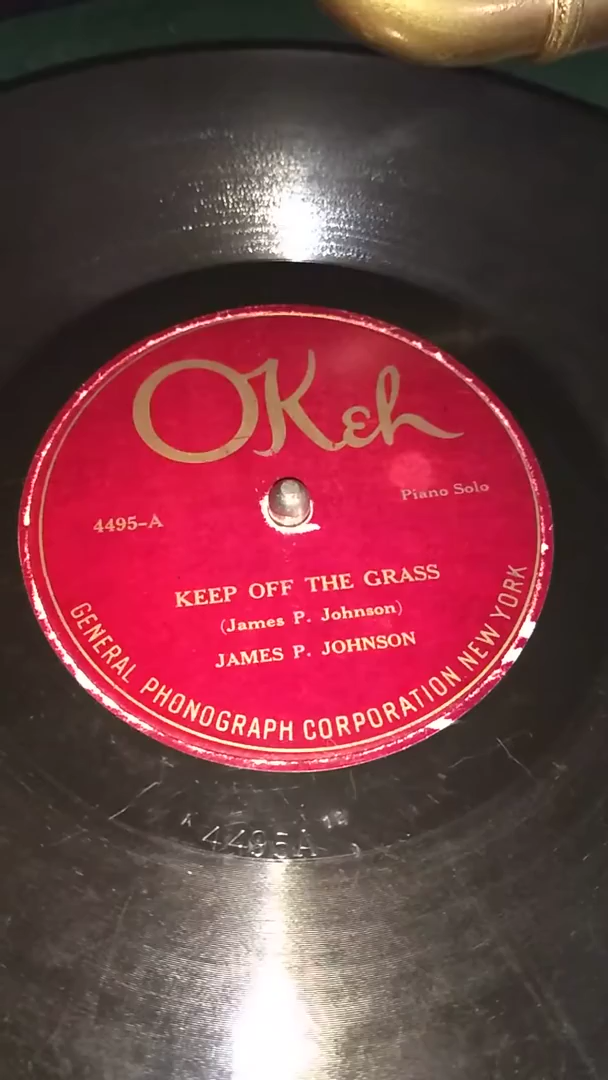 OKeh
Piano Solo
4495-A
KEEP OFF THE GRASS
(James P. Johnson)
JAMES P. JOHNSON
GENERAL PHONOGRAPH CORPORATION NEW YORK
4495A